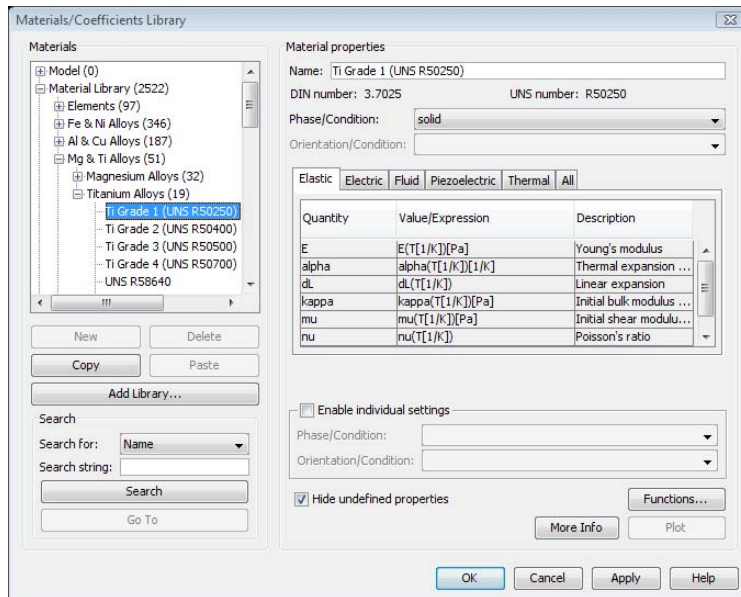 Materials/Coefficients Library
Materials
Model (0)
Material Library (2522)
Elements (97)
Fe & Ni Alloys (346)
Al & Cu Alloys (187)
Mg & Ti Alloys (51)
Magnesium Alloys (32)
Titanium Alloys (19)
Ti Grade 1 (UNS R50250)
Ti Grade 2 (UNS R50400)
Ti Grade 3 (UNS R50500)
Ti Grade 4 (UNS R50700)
UNS R58640
New Delete
Copy Paste
Add Library...
Search
Search for: Name
Search string:
Search
Go To
Material properties
Name: Ti Grade 1 (UNS R50250)
DIN number: 3.7025 UNS number: R50250
Phase/Condition: solid
Orientation/Condition:
Elastic Electric Fluid Piezoelectric Thermal All
Quantity Value/Expression Description
E E(T[1/K])[Pa] Young's modulus
alpha alpha(T[1/K])[1/K] Thermal expansion ...
dL dL(T[1/K]) Linear expansion
kappa kappa(T[1/K])[Pa] Initial bulk modulus ...
mu mu(T[1/K])[Pa] Initial shear modulu...
nu nu(T[1/K]) Poisson's ratio
Enable individual settings
Phase/Condition:
Orientation/Condition:
Hide undefined properties
Functions...
More Info Plot
OK Cancel Apply Help